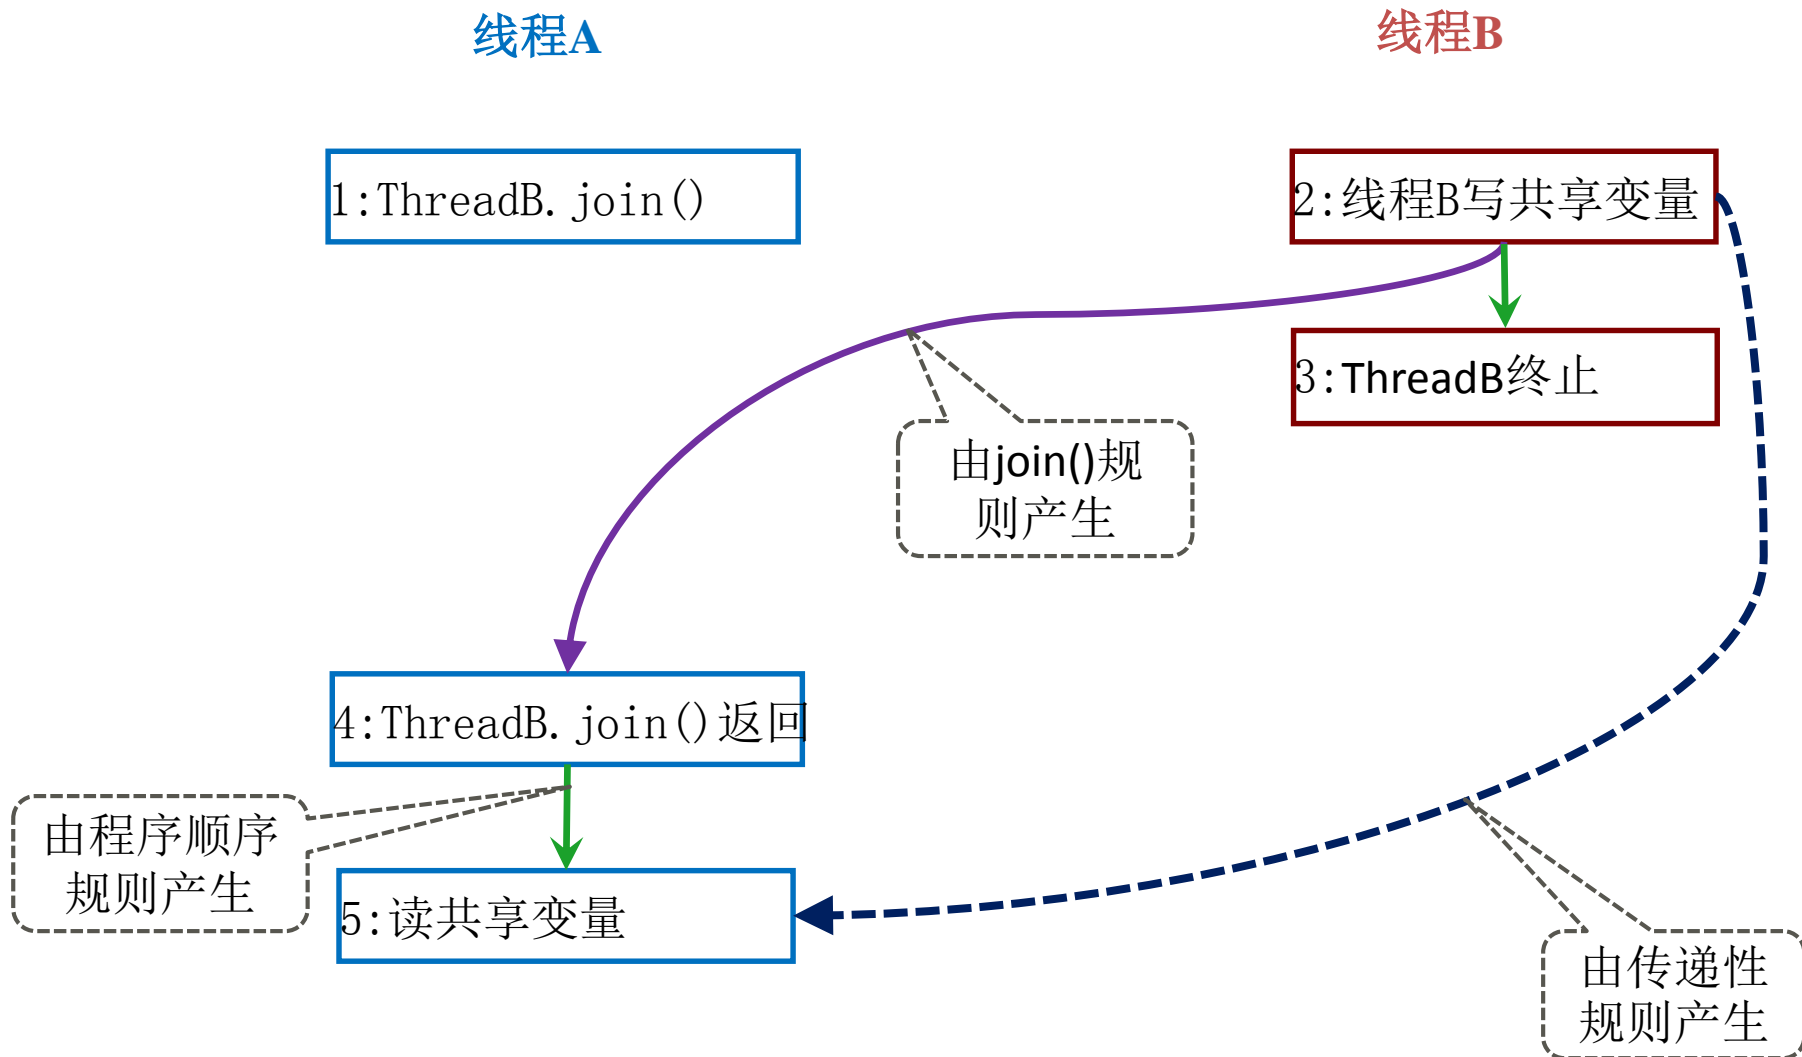 线程A
线程B
1:ThreadB.join()
2:线程B写共享变量
3:ThreadB终止
由join()规
则产生
4:ThreadB.join()返回
由程序顺序
规则产生
5:读共享变量
由传递性
规则产生